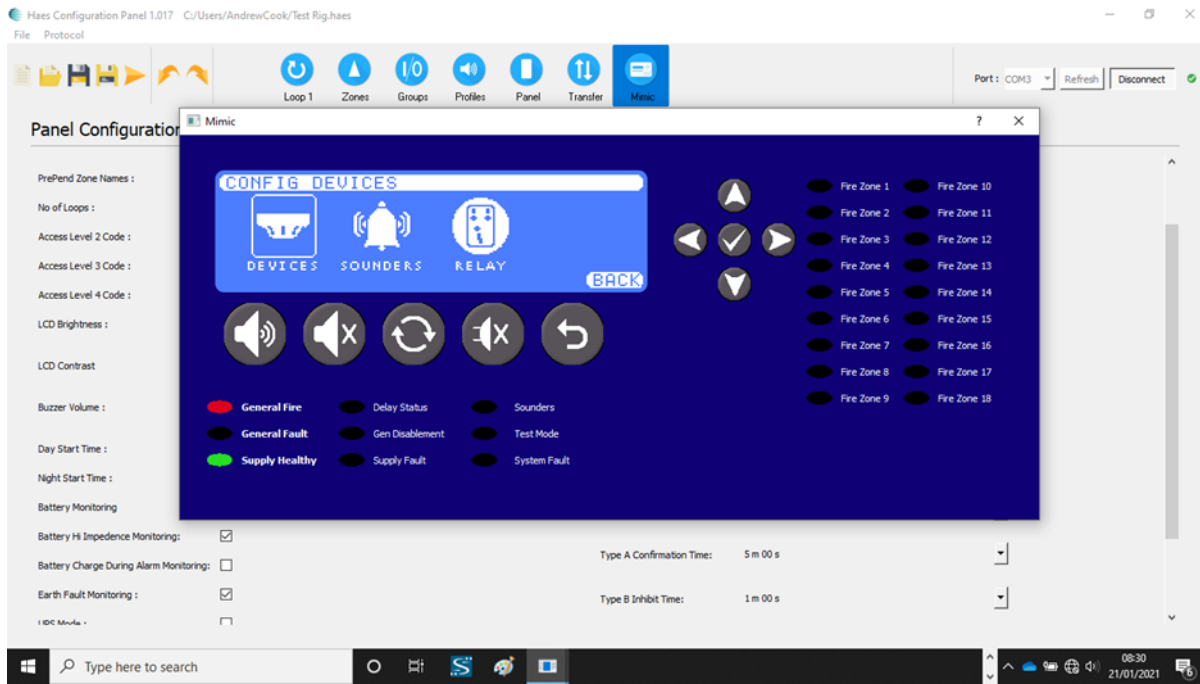 Haes Configuration Panel 1.017 C:/Users/AndrewCook/Test Rig.haes
File Protocol
Loop 1 Zones Groups Profiles Panel Transfer Mimic
Port : COM3 Refresh Disconnect
Panel Configuration
Mimic ? ×
PrePend Zone Names :
No of Loops :
Access Level 2 Code :
Access Level 3 Code :
Access Level 4 Code :
LCD Brightness :
LCD Contrast
Buzzer Volume :
Day Start Time :
Night Start Time :
Battery Monitoring
Battery Hi Impedence Monitoring:
Battery Charge During Alarm Monitoring:
Earth Fault Monitoring :
UPS Mode :
CONFIG DEVICES
DEVICES SOUNDERS RELAY
BACK
General Fire Delay Status Sounders
General Fault Gen Disablement Test Mode
Supply Healthy Supply Fault System Fault
Fire Zone 1 Fire Zone 10
Fire Zone 2 Fire Zone 11
Fire Zone 3 Fire Zone 12
Fire Zone 4 Fire Zone 13
Fire Zone 5 Fire Zone 14
Fire Zone 6 Fire Zone 15
Fire Zone 7 Fire Zone 16
Fire Zone 8 Fire Zone 17
Fire Zone 9 Fire Zone 18
Type A Confirmation Time: 5 m 00 s
Type B Inhibit Time: 1 m 00 s
Type here to search
08:30
21/01/2021
6